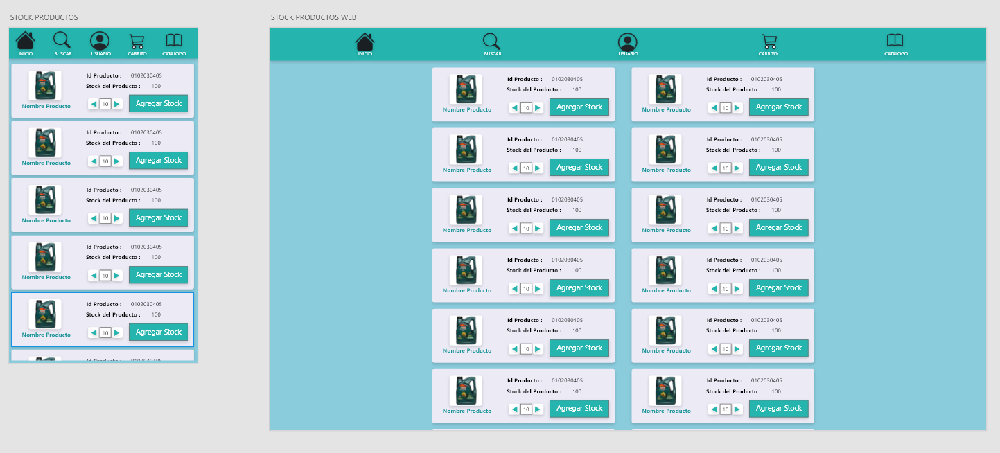 STOCK PRODUCTOS
INICIO
BUSCAR
USUARIO
CARRITO
CATALOGO
Id Producto : 0102030405
Stock del Producto : 100
Nombre Producto
10
Agregar Stock
Id Producto : 0102030405
Stock del Producto : 100
Nombre Producto
10
Agregar Stock
Id Producto : 0102030405
Stock del Producto : 100
Nombre Producto
10
Agregar Stock
Id Producto : 0102030405
Stock del Producto : 100
Nombre Producto
10
Agregar Stock
Id Producto : 0102030405
Stock del Producto : 100
Nombre Producto
10
Agregar Stock
Id Producto : 0102030405
STOCK PRODUCTOS WEB
INICIO
BUSCAR
USUARIO
CARRITO
CATALOGO
Id Producto : 0102030405
Stock del Producto : 100
Nombre Producto
10
Agregar Stock
Id Producto : 0102030405
Stock del Producto : 100
Nombre Producto
10
Agregar Stock
Id Producto : 0102030405
Stock del Producto : 100
Nombre Producto
10
Agregar Stock
Id Producto : 0102030405
Stock del Producto : 100
Nombre Producto
10
Agregar Stock
Id Producto : 0102030405
Stock del Producto : 100
Nombre Producto
10
Agregar Stock
Id Producto : 0102030405
Stock del Producto : 100
Nombre Producto
10
Agregar Stock
Id Producto : 0102030405
Stock del Producto : 100
Nombre Producto
10
Agregar Stock
Id Producto : 0102030405
Stock del Producto : 100
Nombre Producto
10
Agregar Stock
Id Producto : 0102030405
Stock del Producto : 100
Nombre Producto
10
Agregar Stock
Id Producto : 0102030405
Stock del Producto : 100
Nombre Producto
10
Agregar Stock
Id Producto : 0102030405
Stock del Producto : 100
Nombre Producto
10
Agregar Stock
Id Producto : 0102030405
Stock del Producto : 100
Nombre Producto
10
Agregar Stock